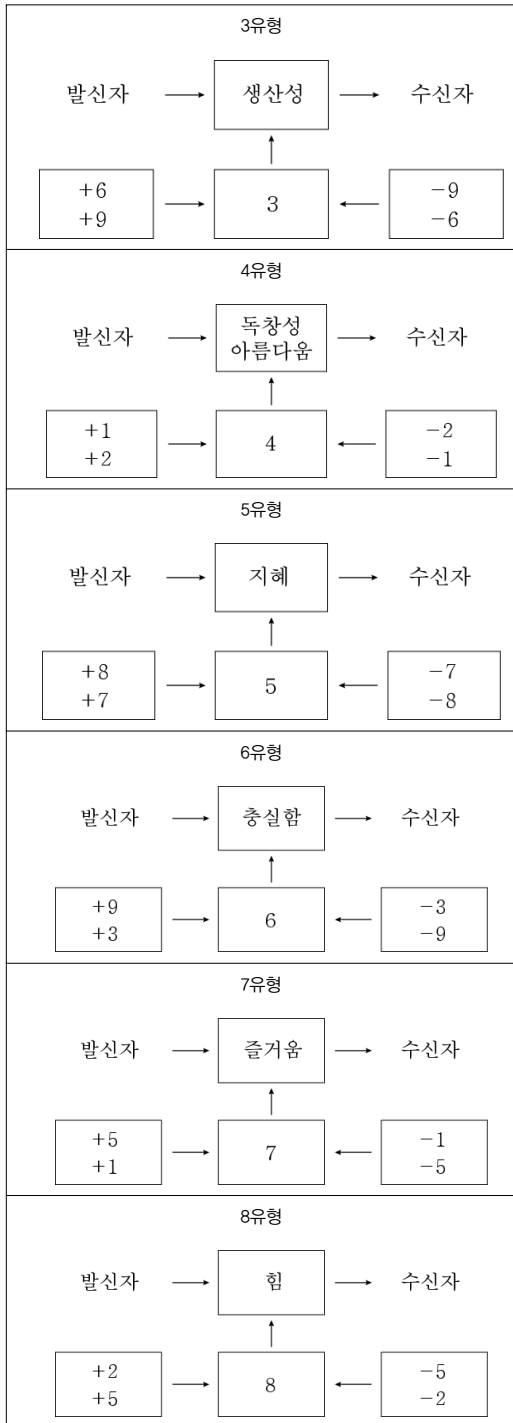 3유형
발신자 생산성 수신자
+6 -9
3
+9 -6
4유형
발신자 독창성 아름다움 수신자
+1 -2
4
+2 -1
5유형
발신자 지혜 수신자
+8 -7
5
+7 -8
6유형
발신자 충실함 수신자
+9 -3
6
+3 -9
7유형
발신자 즐거움 수신자
+5 -1
7
+1 -5
8유형
발신자 힘 수신자
+2 -5
8
+5 -2